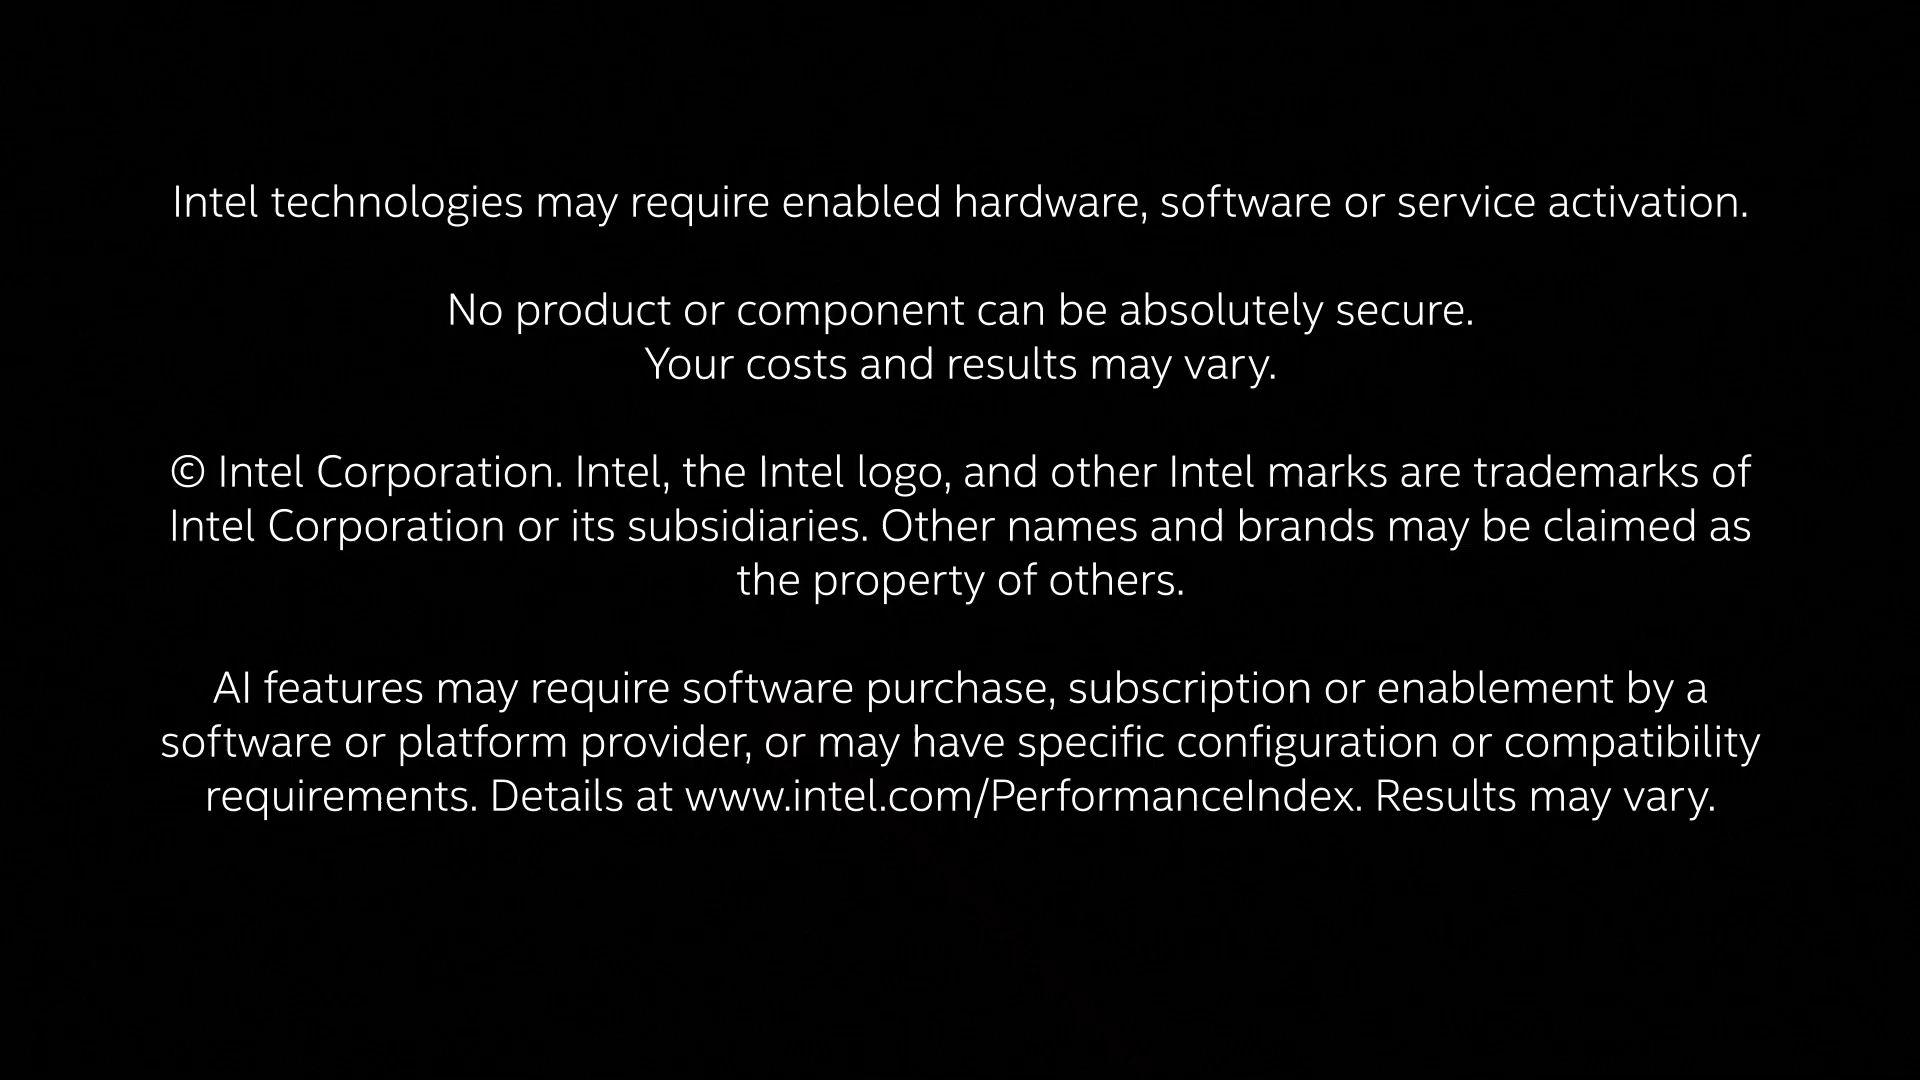 Intel technologies may require enabled hardware, software or service activation.
No product or component can be absolutely secure.
Your costs and results may vary.
© Intel Corporation. Intel, the Intel logo, and other Intel marks are trademarks of
Intel Corporation or its subsidiaries. Other names and brands may be claimed as
the property of others.
AI features may require software purchase, subscription or enablement by a
software or platform provider, or may have specific configuration or compatibility
requirements. Details at www.intel.com/PerformanceIndex. Results may vary.